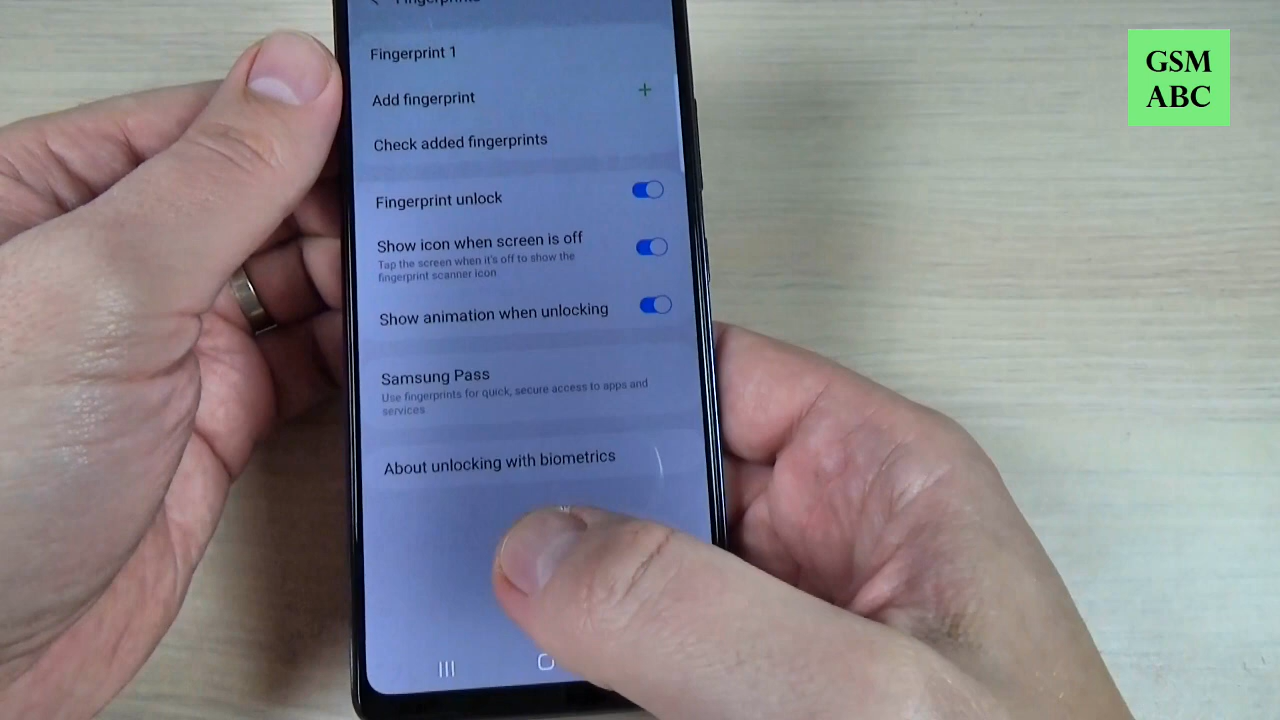 Fingerprints
Fingerprint 1
Add fingerprint
Check added fingerprints
Fingerprint unlock
Show icon when screen is off
Tap the screen when it's off to show the
fingerprint scanner icon.
Show animation when unlocking
Samsung Pass
Use fingerprints for quick, secure access to apps and
services.
About unlocking with biometrics
GSM
ABC